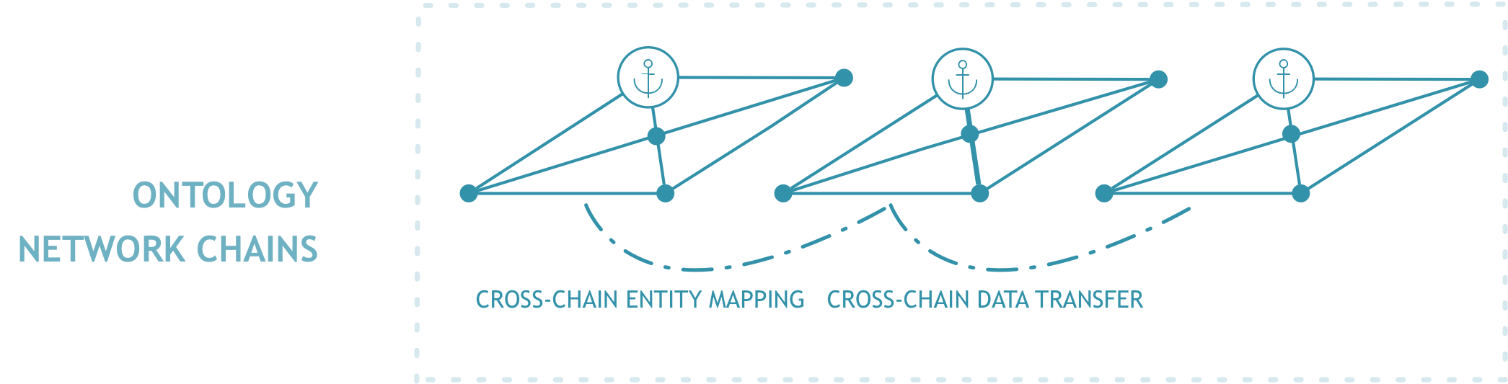 ONTOLOGY
NETWORK CHAINS
CROSS-CHAIN ENTITY MAPPING
CROSS-CHAIN DATA TRANSFER